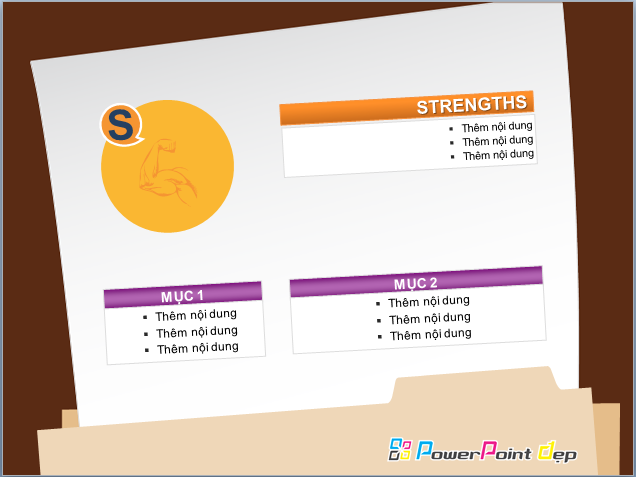 S
STRENGTHS
Thêm nội dung
Thêm nội dung
Thêm nội dung
MỤC 1
Thêm nội dung
Thêm nội dung
Thêm nội dung
MỤC 2
Thêm nội dung
Thêm nội dung
Thêm nội dung
PowerPoint đẹp